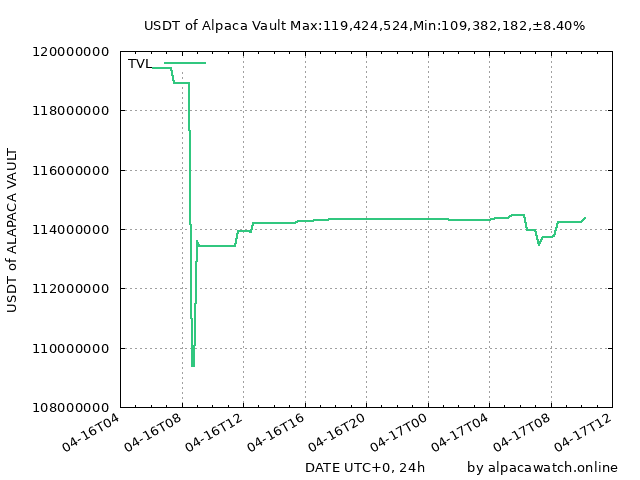 USDT of Alpaca Vault Max:119,424,524,Min:109,382,182,±8.40%
TVL
120000000
118000000
116000000
114000000
112000000
110000000
108000000
USDT of ALAPACA VAULT
04-16T04
04-16T08
04-16T12
04-16T16
04-16T20
04-17T00
04-17T04
04-17T08
04-17T12
DATE UTC+0, 24h
by alpacawatch.online